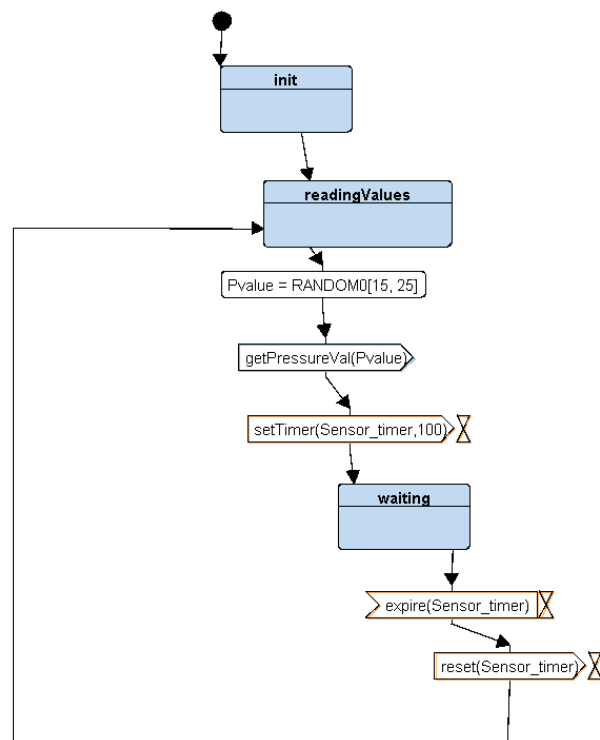 init
readingValues
Pvalue = RANDOM0[15, 25]
getPressureVal(Pvalue)
setTimer(Sensor_timer,100)
waiting
expire(Sensor_timer)
reset(Sensor_timer)